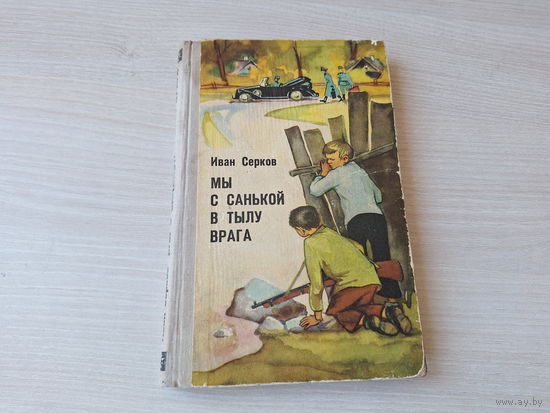 Иван Серков
МЫ
С САНЬКОЙ
В ТЫЛУ
ВРАГА
www.ay.by